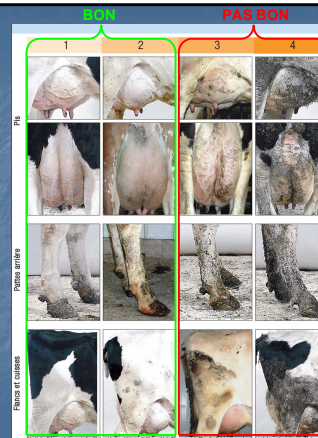 BON PAS BON
1 2 3 4
Pis
Pattes arrière
Flancs et cuisses